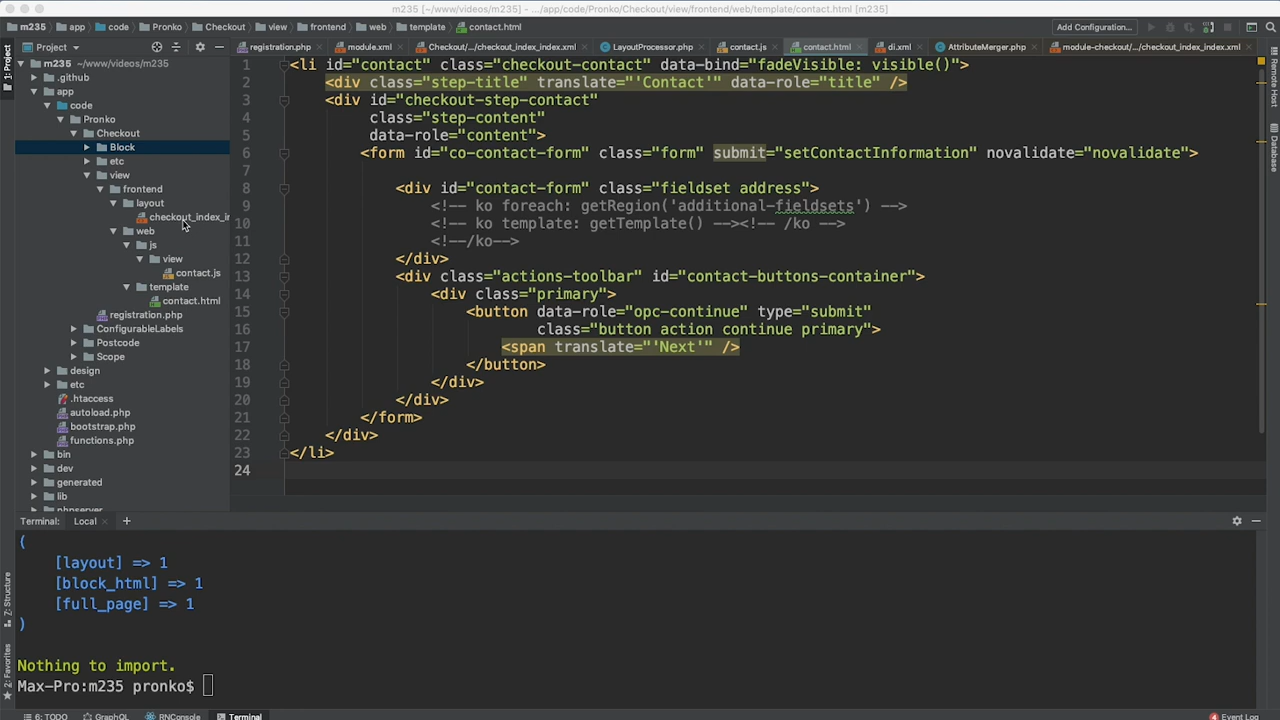 m235 [~/www/videos/m235] - .../app/code/Pronko/Checkout/view/frontend/web/template/contact.html [m235]
m235 app code Pronko Checkout view frontend web template contact.html Add Configuration...
Project registration.php module.xml Checkout/.../checkout_index_index.xml LayoutProcessor.php contact.js contact.html di.xml AttributeMerger.php module-checkout/.../checkout_index_index.xml
1: Project
Remote Host
Database
m235 ~/www/videos/m235
.github
app
code
Pronko
Checkout
Block
etc
view
frontend
layout
checkout_index_i
web
js
view
contact.js
template
contact.html
registration.php
ConfigurableLabels
Postcode
Scope
design
etc
.htaccess
autoload.php
bootstrap.php
functions.php
bin
dev
generated
lib
phpserver
1 <li id="contact" class="checkout-contact" data-bind="fadeVisible: visible()">
2 <div class="step-title" translate="'Contact'" data-role="title" />
3 <div id="checkout-step-contact"
4 class="step-content"
5 data-role="content">
6 <form id="co-contact-form" class="form" submit="setContactInformation" novalidate="novalidate">
7
8 <div id="contact-form" class="fieldset address">
9 <!-- ko foreach: getRegion('additional-fieldsets') -->
10 <!-- ko template: getTemplate() --><!-- /ko -->
11 <!--/ko-->
12 </div>
13 <div class="actions-toolbar" id="contact-buttons-container">
14 <div class="primary">
15 <button data-role="opc-continue" type="submit"
16 class="button action continue primary">
17 <span translate="'Next'" />
18 </button>
19 </div>
20 </div>
21 </form>
22 </div>
23 </li>
24
Terminal: Local +
(
[layout] => 1
[block_html] => 1
[full_page] => 1
)
Nothing to import.
Max-Pro:m235 pronko$
Z: Structure
2: Favorites
6: TODO GraphQL RNConsole Terminal 4 Event Log